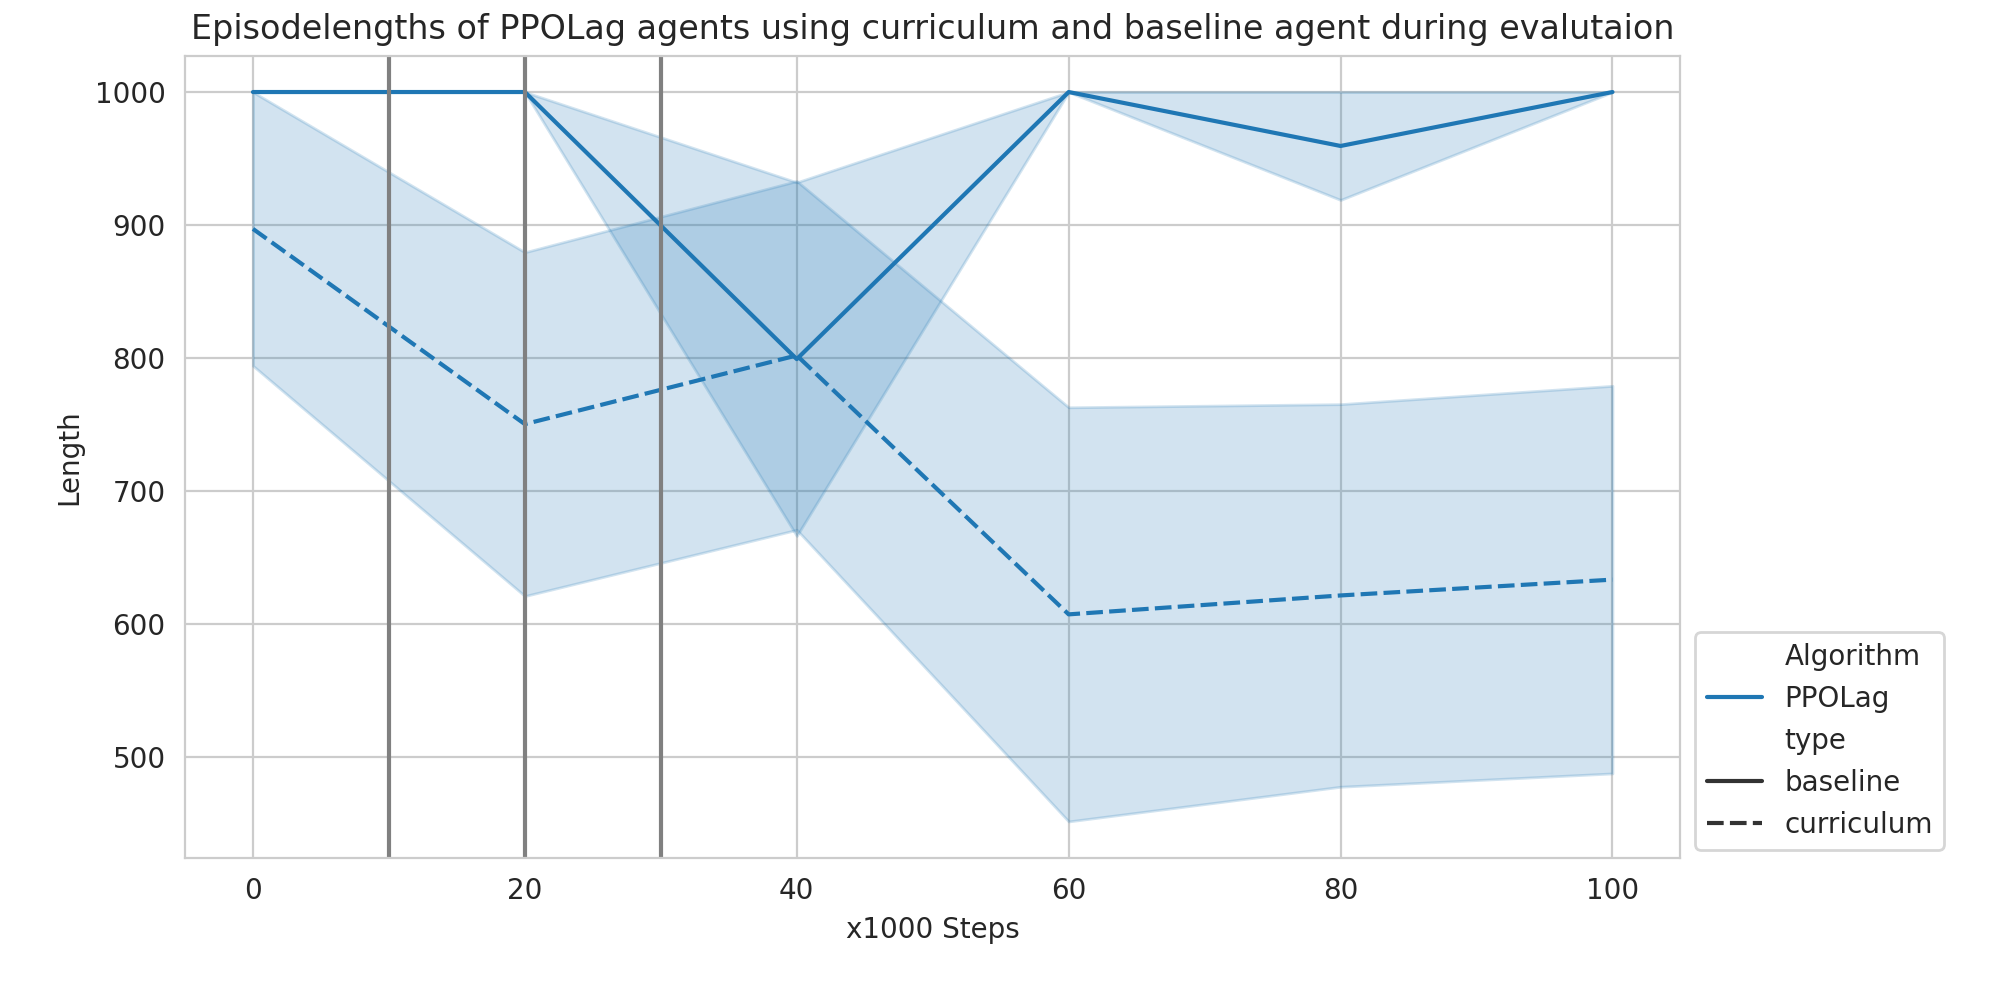 Episodelengths of PPOLag agents using curriculum and baseline agent during evalutaion
1000
900
800
700
600
500
Length
0 20 40 60 80 100
x1000 Steps
Algorithm
PPOLag
type
baseline
curriculum